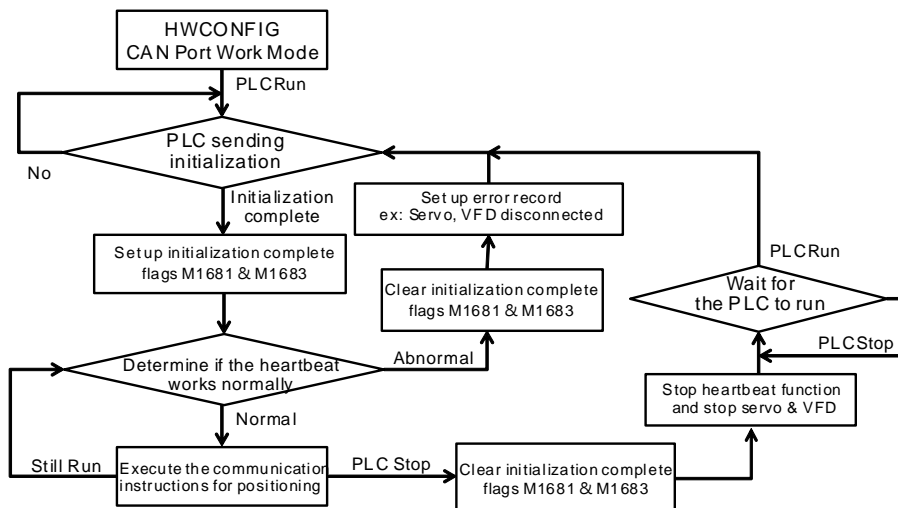 HWCONFIG
CAN Port Work Mode
PLCRun
PLC sending
initialization
No
Initialization
complete
Set up initialization complete
flags M1681 & M1683
Determine if the heartbeat
works normally
Abnormal
Clear initialization complete
flags M1681 & M1683
Set up error record
ex: Servo, VFD disconnected
Normal
Still Run
Execute the communication
instructions for positioning
PLC Stop
Clear initialization complete
flags M1681 & M1683
Stop heartbeat function
and stop servo & VFD
Wait for
the PLC to run
PLCRun
PLCStop